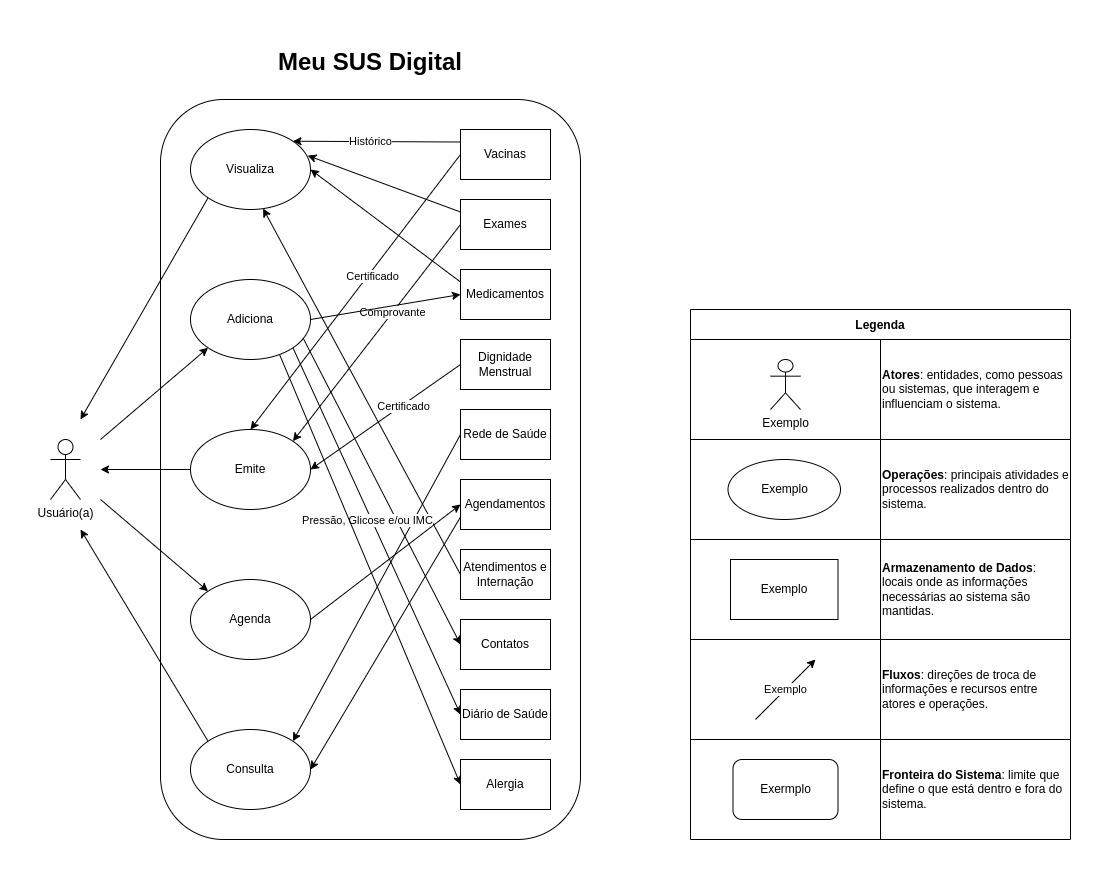 Meu SUS Digital
Visualiza
Histórico
Vacinas
Exames
Certificado
Medicamentos
Adiciona
Comprovante
Dignidade
Menstrual
Certificado
Rede de Saúde
Emite
Usuário(a)
Agendamentos
Pressão, Glicose e/ou IMC
Atendimentos e
Internação
Agenda
Contatos
Diário de Saúde
Consulta
Alergia
Legenda
Exemplo
Atores: entidades, como pessoas
ou sistemas, que interagem e
influenciam o sistema.
Exemplo
Operações: principais atividades e
processos realizados dentro do
sistema.
Exemplo
Armazenamento de Dados:
locais onde as informações
necessárias ao sistema são
mantidas.
Exemplo
Fluxos: direções de troca de
informações e recursos entre
atores e operações.
Exermplo
Fronteira do Sistema: limite que
define o que está dentro e fora do
sistema.